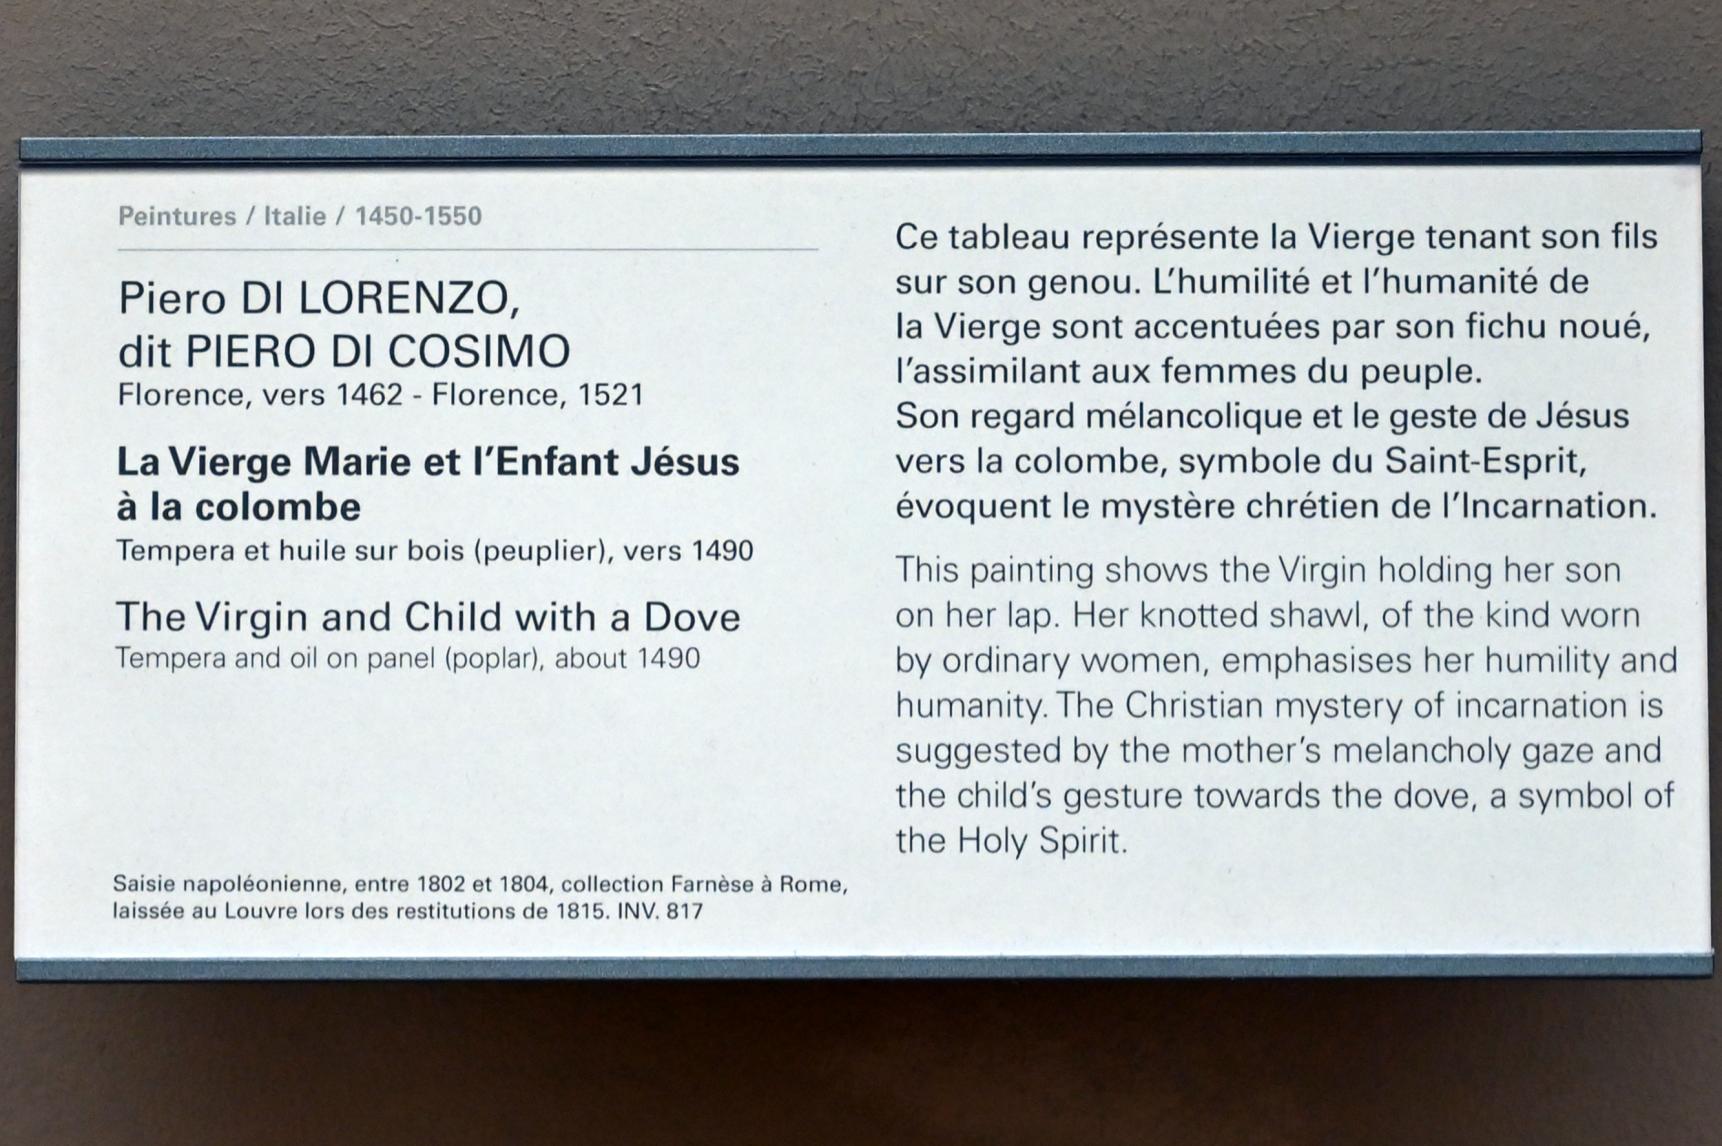 Peintures / Italie / 1450-1550
Piero DI LORENZO,
dit PIERO DI COSIMO
Florence, vers 1462 - Florence, 1521
La Vierge Marie et l'Enfant Jésus
à la colombe
Tempera et huile sur bois (peuplier), vers 1490
The Virgin and Child with a Dove
Tempera and oil on panel (poplar), about 1490
Saisie napoléonienne, entre 1802 et 1804, collection Farnèse à Rome,
laissée au Louvre lors des restitutions de 1815. INV. 817
Ce tableau représente la Vierge tenant son fils
sur son genou. L'humilité et l'humanité de
la Vierge sont accentuées par son fichu noué,
l'assimilant aux femmes du peuple.
Son regard mélancolique et le geste de Jésus
vers la colombe, symbole du Saint-Esprit,
évoquent le mystère chrétien de l'Incarnation.
This painting shows the Virgin holding her son
on her lap. Her knotted shawl, of the kind worn
by ordinary women, emphasises her humility and
humanity. The Christian mystery of incarnation is
suggested by the mother's melancholy gaze and
the child's gesture towards the dove, a symbol of
the Holy Spirit.